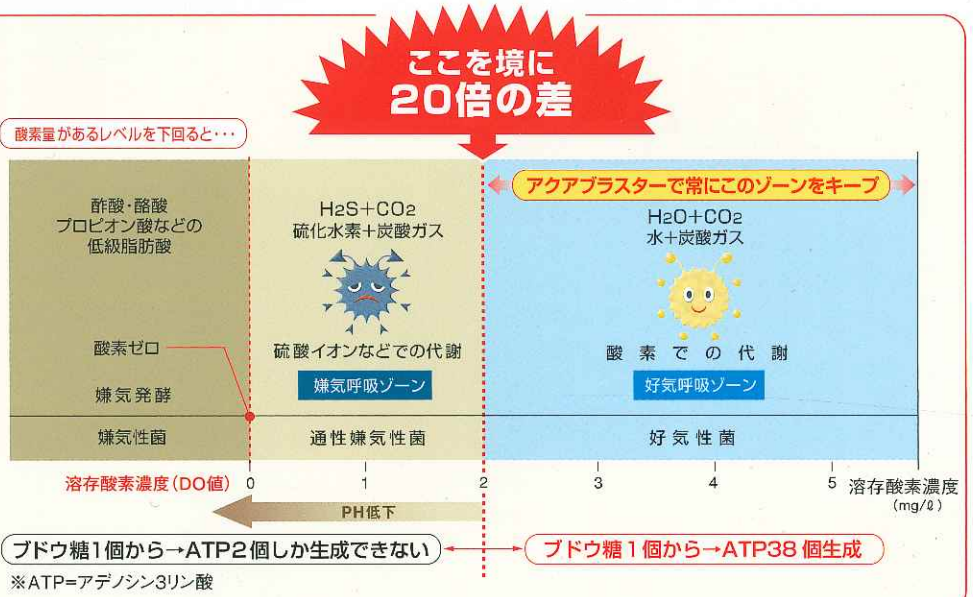 ここを境に
20倍の差
酸素量があるレベルを下回ると・・・
アクアブラスターで常にこのゾーンをキープ
酢酸・酪酸
プロピオン酸などの
低級脂肪酸
H2S+CO2
硫化水素+炭酸ガス
H2O+CO2
水+炭酸ガス
酸素ゼロ
硫酸イオンなどでの代謝
酸素での代謝
嫌気発酵
嫌気呼吸ゾーン
好気呼吸ゾーン
嫌気性菌
通性嫌気性菌
好気性菌
溶存酸素濃度(DO値) 0 1 2 3 4 5 溶存酸素濃度
(mg/ℓ)
PH低下
ブドウ糖1個から→ATP2個しか生成できない
ブドウ糖1個から→ATP38個生成
※ATP=アデノシン3リン酸